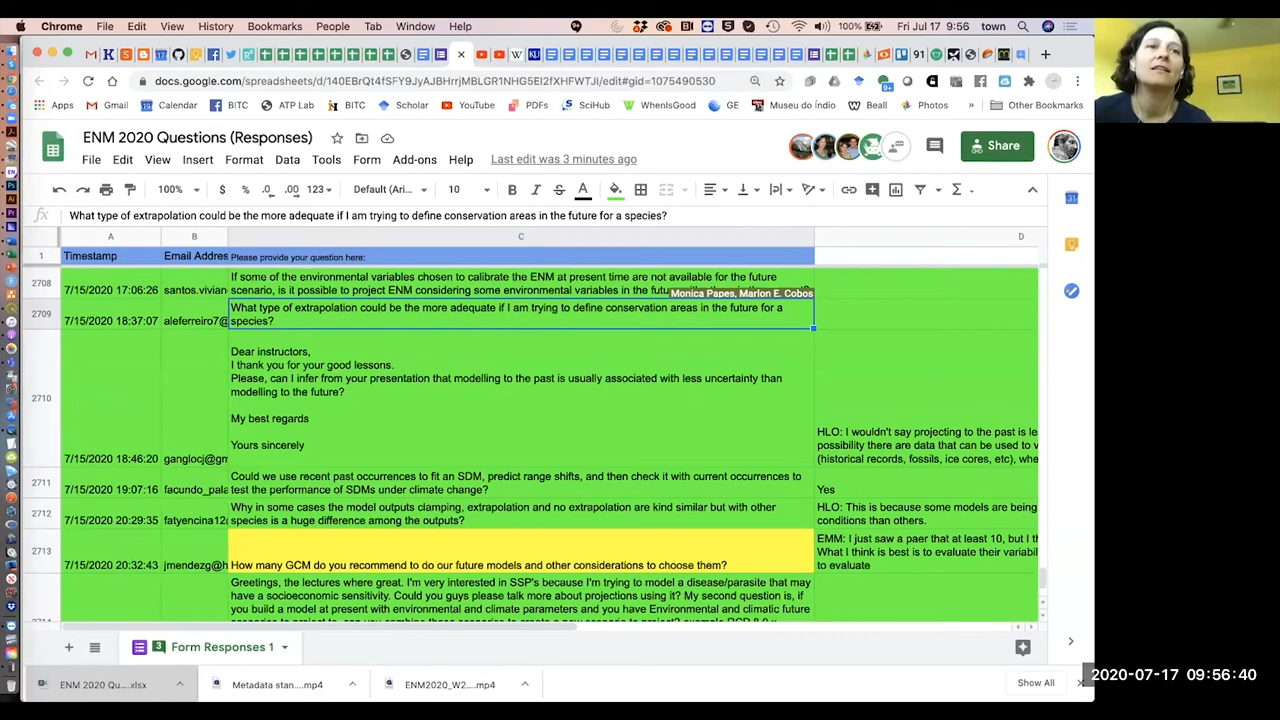 Chrome File Edit View History Bookmarks People Tab Window Help 100% Fri Jul 17 9:56 town
docs.google.com/spreadsheets/d/140EBrQt4fSFY9JyAJBHrrjMBLGR1NHG5EI2fXHFWTJI/edit#gid=1075490530
Apps Gmail Calendar BITC ATP Lab BITC Scholar YouTube PDFs SciHub WhenIsGood GE Museu do índio Beall Photos » Other Bookmarks
ENM 2020 Questions (Responses)
Share
File Edit View Insert Format Data Tools Form Add-ons Help Last edit was 3 minutes ago
100% $ % .0 .00 123 Default (Ari... 10 B I S A
fx What type of extrapolation could be the more adequate if I am trying to define conservation areas in the future for a species?
A B C D
1 Timestamp Email Addres Please provide your question here:
2708 7/15/2020 17:06:26 santos.vivian
If some of the environmental variables chosen to calibrate the ENM at present time are not available for the future
scenario, is it possible to project ENM considering some environmental variables in the
Monica Papes, Marlon E. Cobos
2709 7/15/2020 18:37:07 aleferreiro7@
What type of extrapolation could be the more adequate if I am trying to define conservation areas in the future for a
species?
2710 7/15/2020 18:46:20 ganglocj@gm
Dear instructors,
I thank you for your good lessons.
Please, can I infer from your presentation that modelling to the past is usually associated with less uncertainty than
modelling to the future?
My best regards
Yours sincerely
HLO: I wouldn't say projecting to the past is le
possibility there are data that can be used to v
(historical records, fossils, ice cores, etc), whe
2711 7/15/2020 19:07:16 facundo_pala
Could we use recent past occurrences to fit an SDM, predict range shifts, and then check it with current occurrences to
test the performance of SDMs under climate change?
Yes
2712 7/15/2020 20:29:35 fatyencina12
Why in some cases the model outputs clamping, extrapolation and no extrapolation are kind similar but with other
species is a huge difference among the outputs?
HLO: This is because some models are being
conditions than others.
2713 7/15/2020 20:32:43 jmendezg@h
How many GCM do you recommend to do our future models and other considerations to choose them?
EMM: I just saw a paer that at least 10, but I th
What I think is best is to evaluate their variabil
to evaluate
Greetings, the lectures where great. I'm very interested in SSP's because I'm trying to model a disease/parasite that may
have a socioeconomic sensitivity. Could you guys please talk more about projections using it? My second question is, if
you build a model at present with environmental and climate parameters and you have Environmental and climatic future
3 Form Responses 1
ENM 2020 Qu....xlsx Metadata stan....mp4 ENM2020_W2....mp4 Show All
2020-07-17 09:56:40